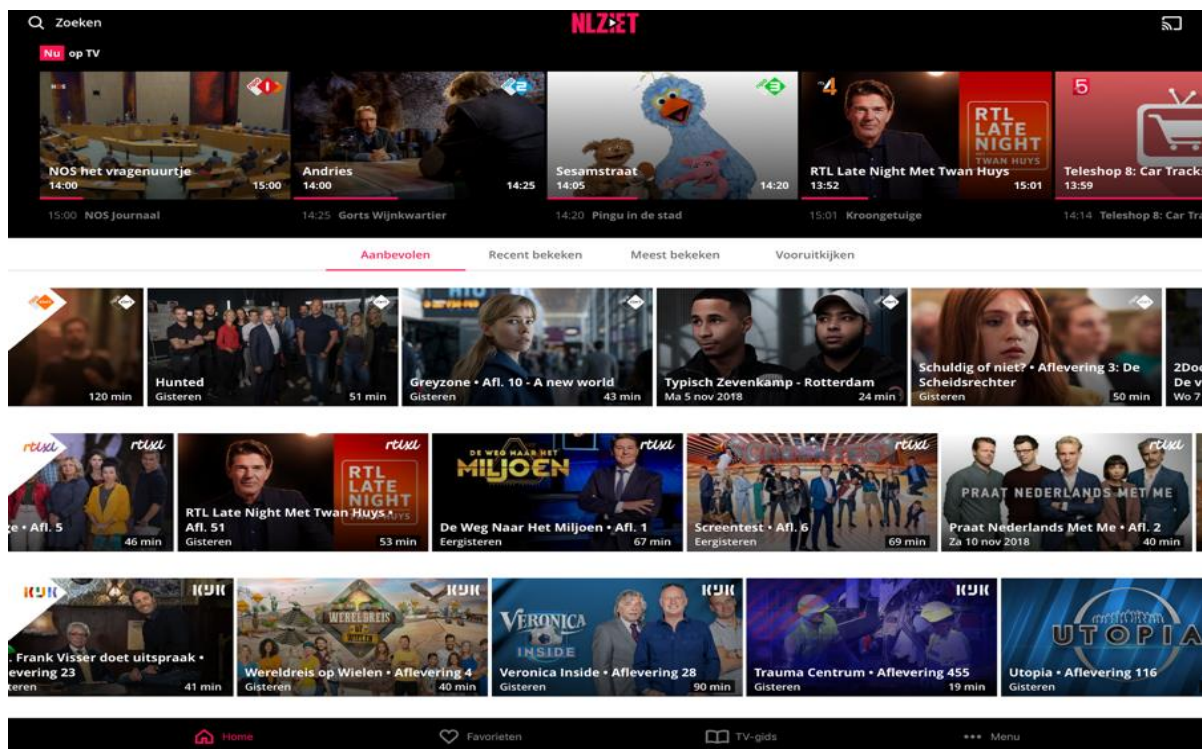 Zoeken
NLZIET
Nu op TV
NOS het vragenuurtje
14:00 15:00
15:00 NOS Journaal
Andries
14:00 14:25
14:25 Gorts Wijnkwartier
Sesamstraat
14:05 14:20
14:20 Pingu in de stad
4
RTL
LATE
NIGHT
TWAN HUYS
RTL Late Night Met Twan Huys
13:52 15:01
15:01 Kroongetuige
5
Teleshop 8: Car Track
13:59
14:14 Teleshop 8: Car Tra
Aanbevolen Recent bekeken Meest bekeken Vooruitkijken
120 min
Hunted
Gisteren 51 min
Greyzone • Afl. 10 - A new world
Gisteren 43 min
Typisch Zevenkamp - Rotterdam
Ma 5 nov 2018 24 min
Schuldig of niet? • Aflevering 3: De
Scheidsrechter
Gisteren 50 min
2Doc
De v
Wo 7
rtlxl
ge • Afl. 5
46 min
rtlxl
RTL
LATE
NIGHT
RTL Late Night Met Twan Huys •
Afl. 51
Gisteren 53 min
rtlxl
DE WEG NAAR HET
MILJOEN
De Weg Naar Het Miljoen • Afl. 1
Eergisteren 67 min
rtlxl
Screentest • Afl. 6
Eergisteren 69 min
rtlxl
PRAAT NEDERLANDS MET ME
Praat Nederlands Met Me • Afl. 2
Za 10 nov 2018 40 min
KIJK
KIJK
. Frank Visser doet uitspraak •
evering 23
teren 41 min
KIJK
WERELDREIS
OP
WIELEN
Wereldreis op Wielen • Aflevering 4
Gisteren 40 min
KIJK
VERONICA
INSIDE
Veronica Inside • Aflevering 28
Gisteren 90 min
KIJK
Trauma Centrum • Aflevering 455
Gisteren 19 min
UTOPIA
Utopia • Aflevering 116
Gisteren
Home Favorieten TV-gids Menu